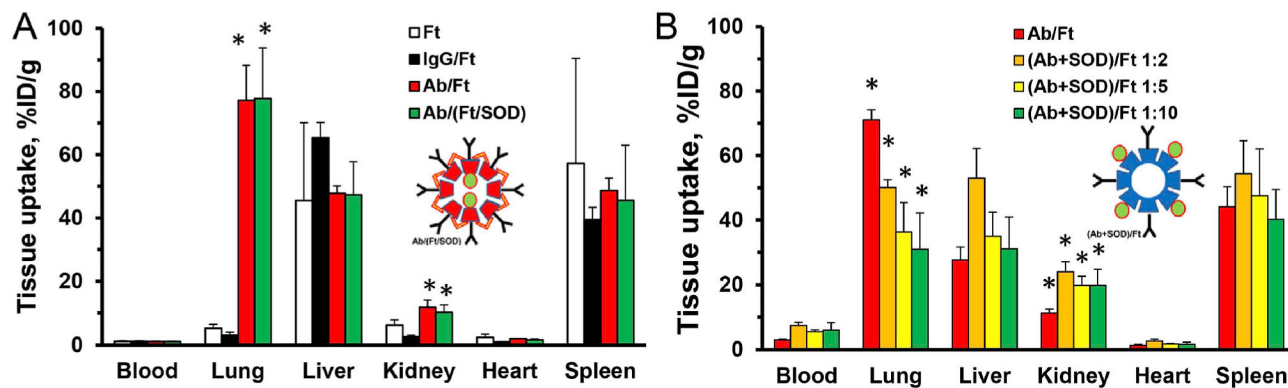 A
Tissue uptake, %ID/g
100
80
60
40
20
0
* *
* *
Ft
IgG/Ft
Ab/Ft
Ab/(Ft/SOD)
Ab/(Ft/SOD)
Blood Lung Liver Kidney Heart Spleen
B
Tissue uptake, %ID/g
100
80
60
40
20
0
* * * *
* * * *
Ab/Ft
(Ab+SOD)/Ft 1:2
(Ab+SOD)/Ft 1:5
(Ab+SOD)/Ft 1:10
(Ab+SOD)/Ft
Blood Lung Liver Kidney Heart Spleen